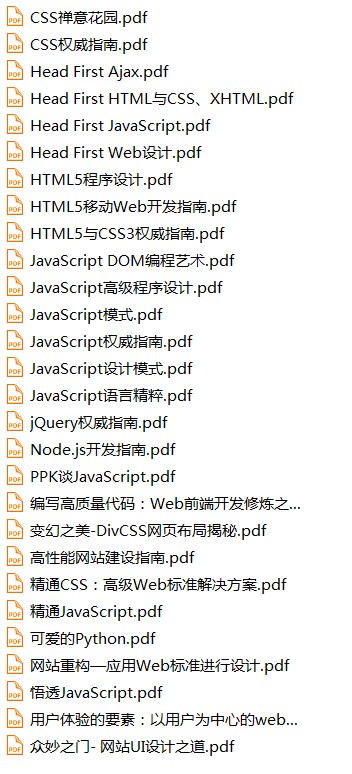 CSS禅意花园.pdf
CSS权威指南.pdf
Head First Ajax.pdf
Head First HTML与CSS、XHTML.pdf
Head First JavaScript.pdf
Head First Web设计.pdf
HTML5程序设计.pdf
HTML5移动Web开发指南.pdf
HTML5与CSS3权威指南.pdf
JavaScript DOM编程艺术.pdf
JavaScript高级程序设计.pdf
JavaScript模式.pdf
JavaScript权威指南.pdf
JavaScript设计模式.pdf
JavaScript语言精粹.pdf
jQuery权威指南.pdf
Node.js开发指南.pdf
PPK谈JavaScript.pdf
编写高质量代码：Web前端开发修炼之...
变幻之美-DivCSS网页布局揭秘.pdf
高性能网站建设指南.pdf
精通CSS：高级Web标准解决方案.pdf
精通JavaScript.pdf
可爱的Python.pdf
网站重构—应用Web标准进行设计.pdf
悟透JavaScript.pdf
用户体验的要素：以用户为中心的web...
众妙之门- 网站UI设计之道.pdf